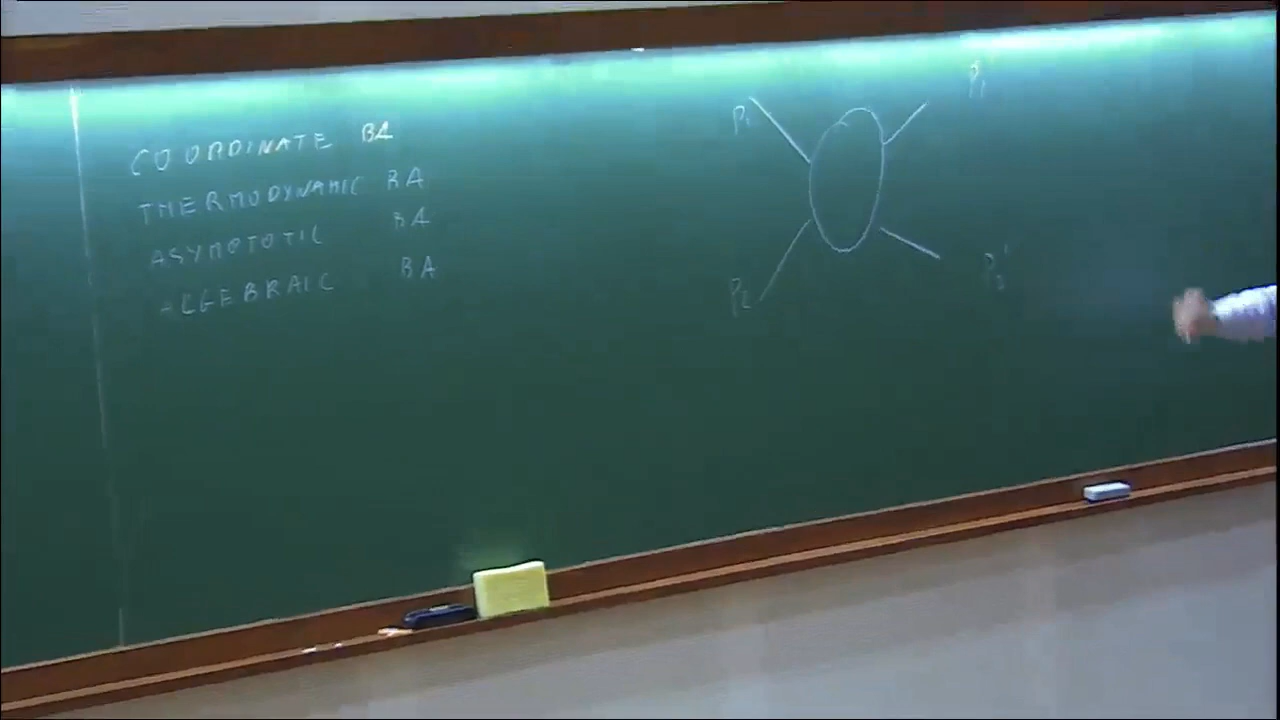 COORDINATE BA
THERMODYNAMIC BA
ASYMPTOTIC BA
ALGEBRAIC BA
P₁
P₂
P₁'
P₂'